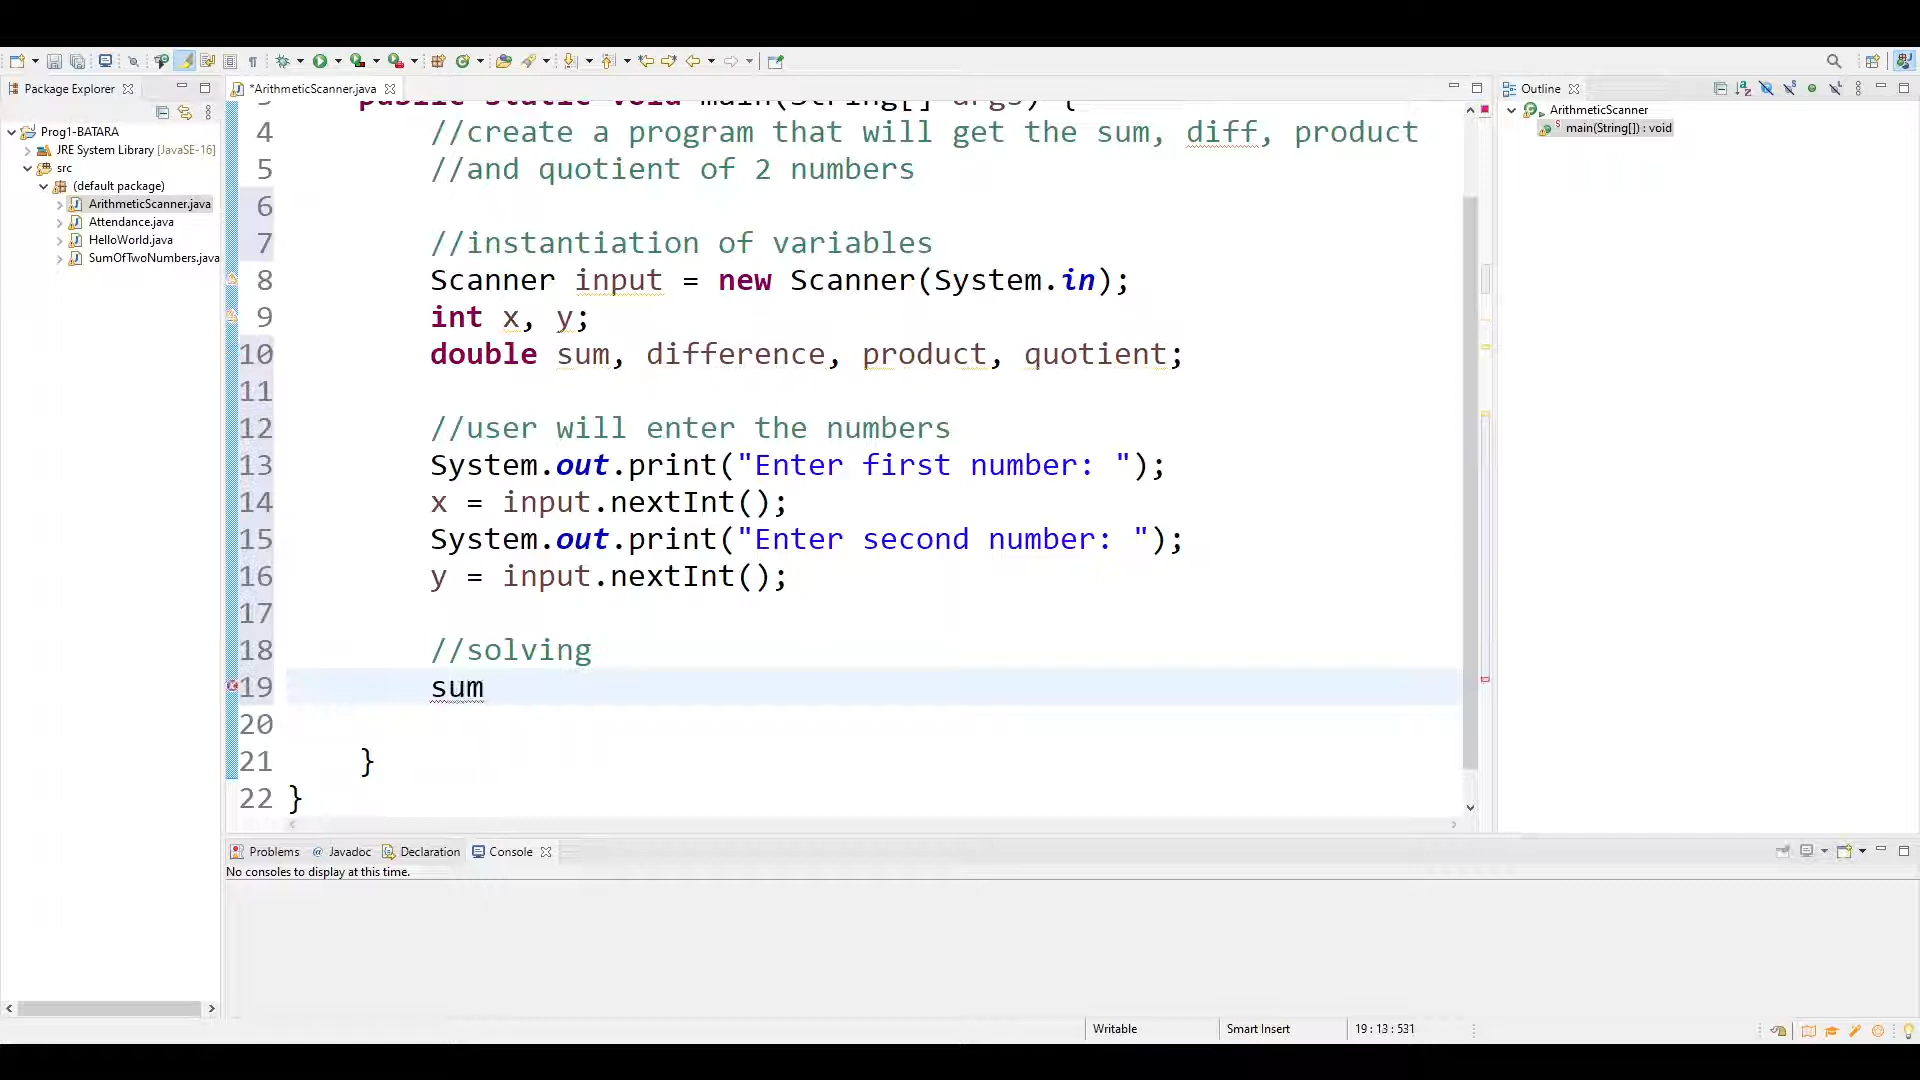 Package Explorer
*ArithmeticScanner.java
Outline
Prog1-BATARA
JRE System Library [JavaSE-16]
src
(default package)
ArithmeticScanner.java
Attendance.java
HelloWorld.java
SumOfTwoNumbers.java
public static void main(String[] args) {
4 //create a program that will get the sum, diff, product
5 //and quotient of 2 numbers
6
7 //instantiation of variables
8 Scanner input = new Scanner(System.in);
9 int x, y;
10 double sum, difference, product, quotient;
11
12 //user will enter the numbers
13 System.out.print("Enter first number: ");
14 x = input.nextInt();
15 System.out.print("Enter second number: ");
16 y = input.nextInt();
17
18 //solving
19 sum
20
21 }
22 }
ArithmeticScanner
main(String[]) : void
Problems @ Javadoc Declaration Console
No consoles to display at this time.
Writable Smart Insert 19 : 13 : 531